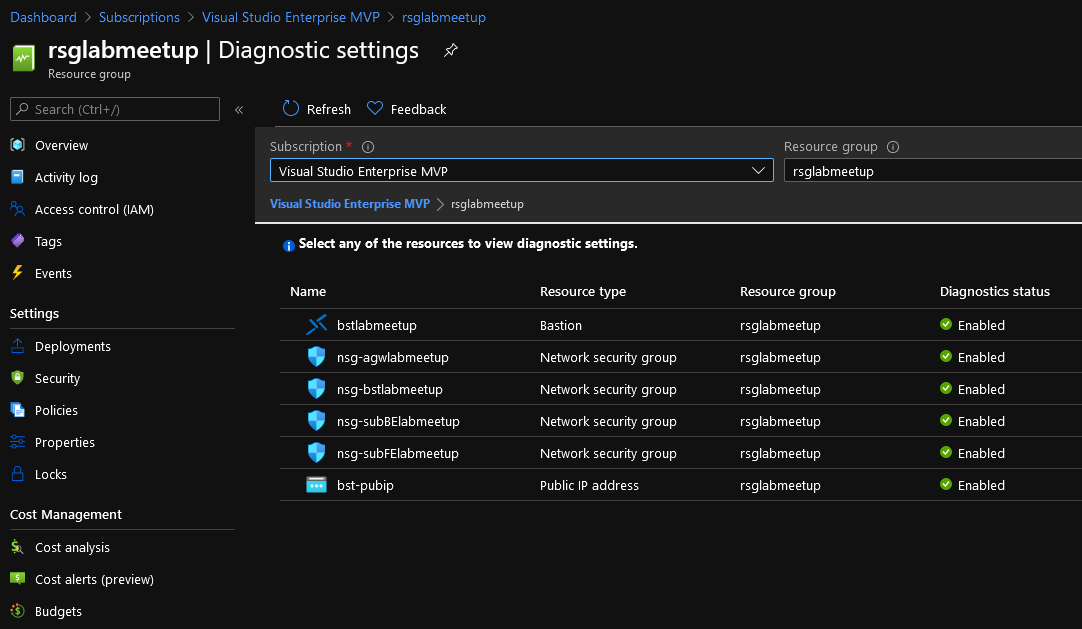 Dashboard > Subscriptions > Visual Studio Enterprise MVP > rsglabmeetup
rsglabmeetup | Diagnostic settings
Resource group
Search (Ctrl+/)
«
Overview
Activity log
Access control (IAM)
Tags
Events
Settings
Deployments
Security
Policies
Properties
Locks
Cost Management
Cost analysis
Cost alerts (preview)
Budgets
Refresh Feedback
Subscription * Resource group
Visual Studio Enterprise MVP rsglabmeetup
Visual Studio Enterprise MVP > rsglabmeetup
Select any of the resources to view diagnostic settings.
Name Resource type Resource group Diagnostics status
bstlabmeetup Bastion rsglabmeetup Enabled
nsg-agwlabmeetup Network security group rsglabmeetup Enabled
nsg-bstlabmeetup Network security group rsglabmeetup Enabled
nsg-subBElabmeetup Network security group rsglabmeetup Enabled
nsg-subFElabmeetup Network security group rsglabmeetup Enabled
bst-pubip Public IP address rsglabmeetup Enabled